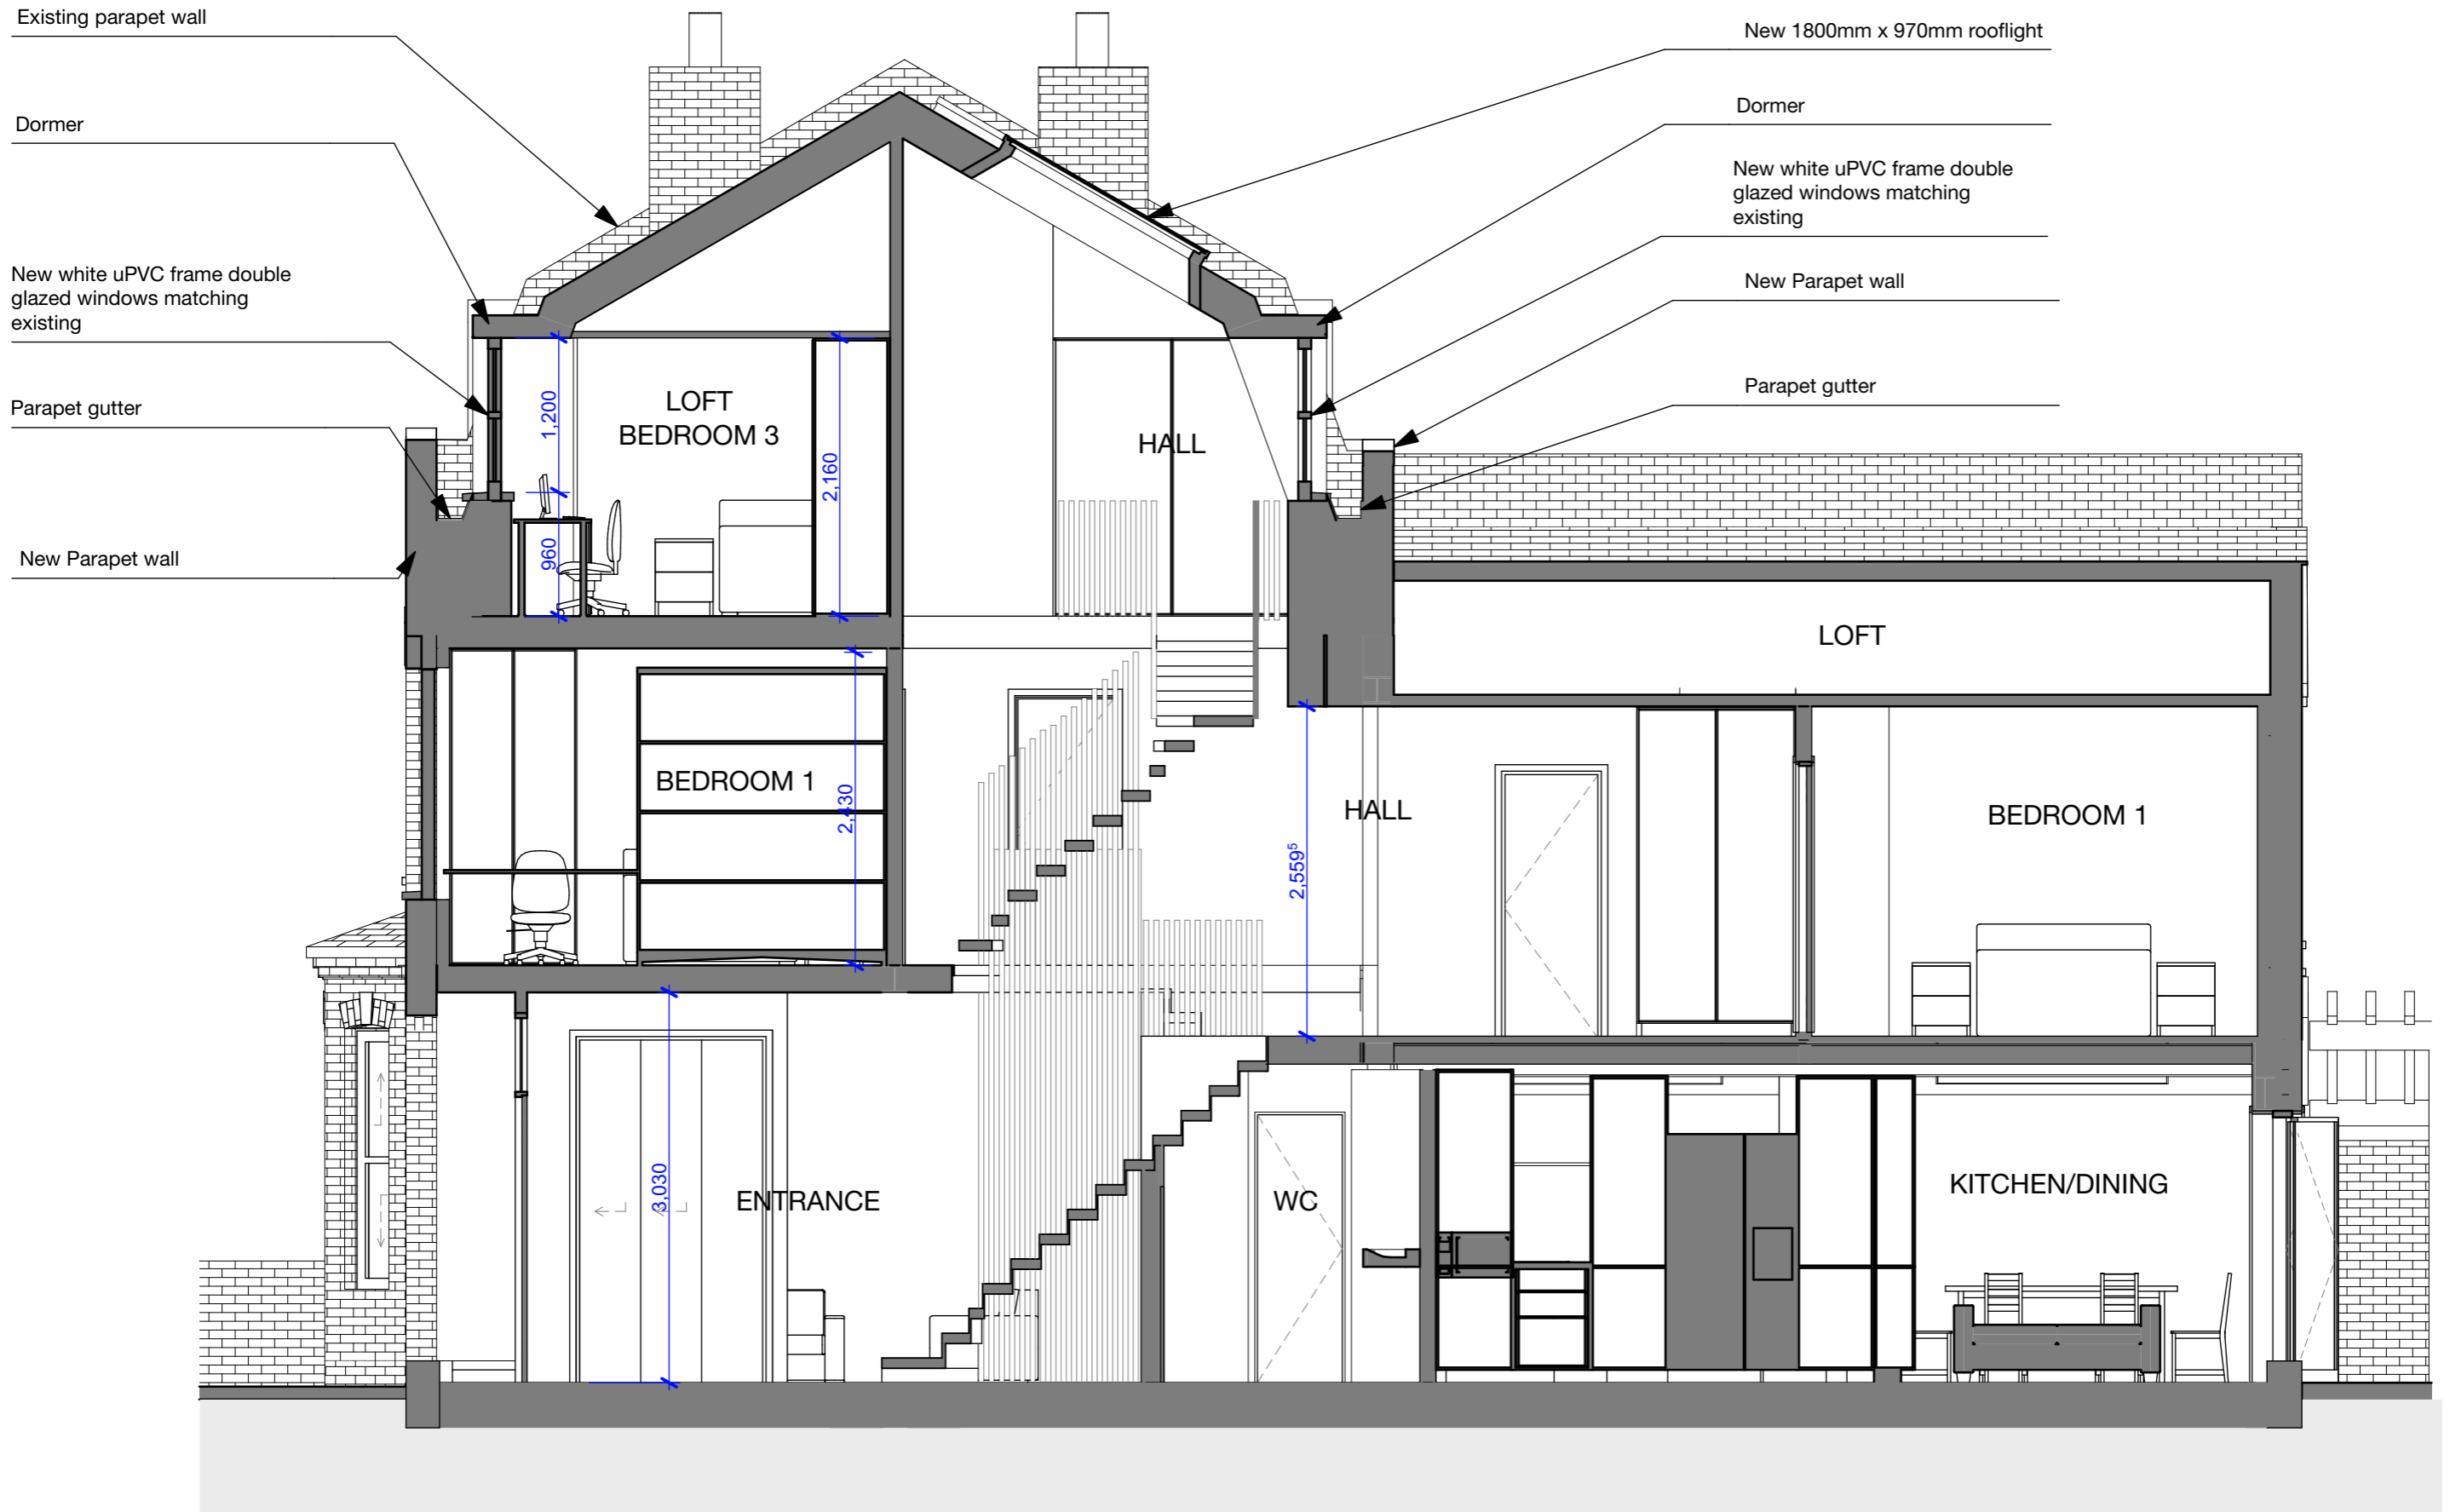 Existing parapet wall
Dormer
New white uPVC frame double
glazed windows matching
existing
Parapet gutter
New Parapet wall
New 1800mm x 970mm rooflight
Dormer
New white uPVC frame double
glazed windows matching
existing
New Parapet wall
Parapet gutter
1,200
960
LOFT
BEDROOM 3
2,160
HALL
LOFT
BEDROOM 1
2,430
HALL
2,559⁵
BEDROOM 1
3,030
ENTRANCE
WC
KITCHEN/DINING